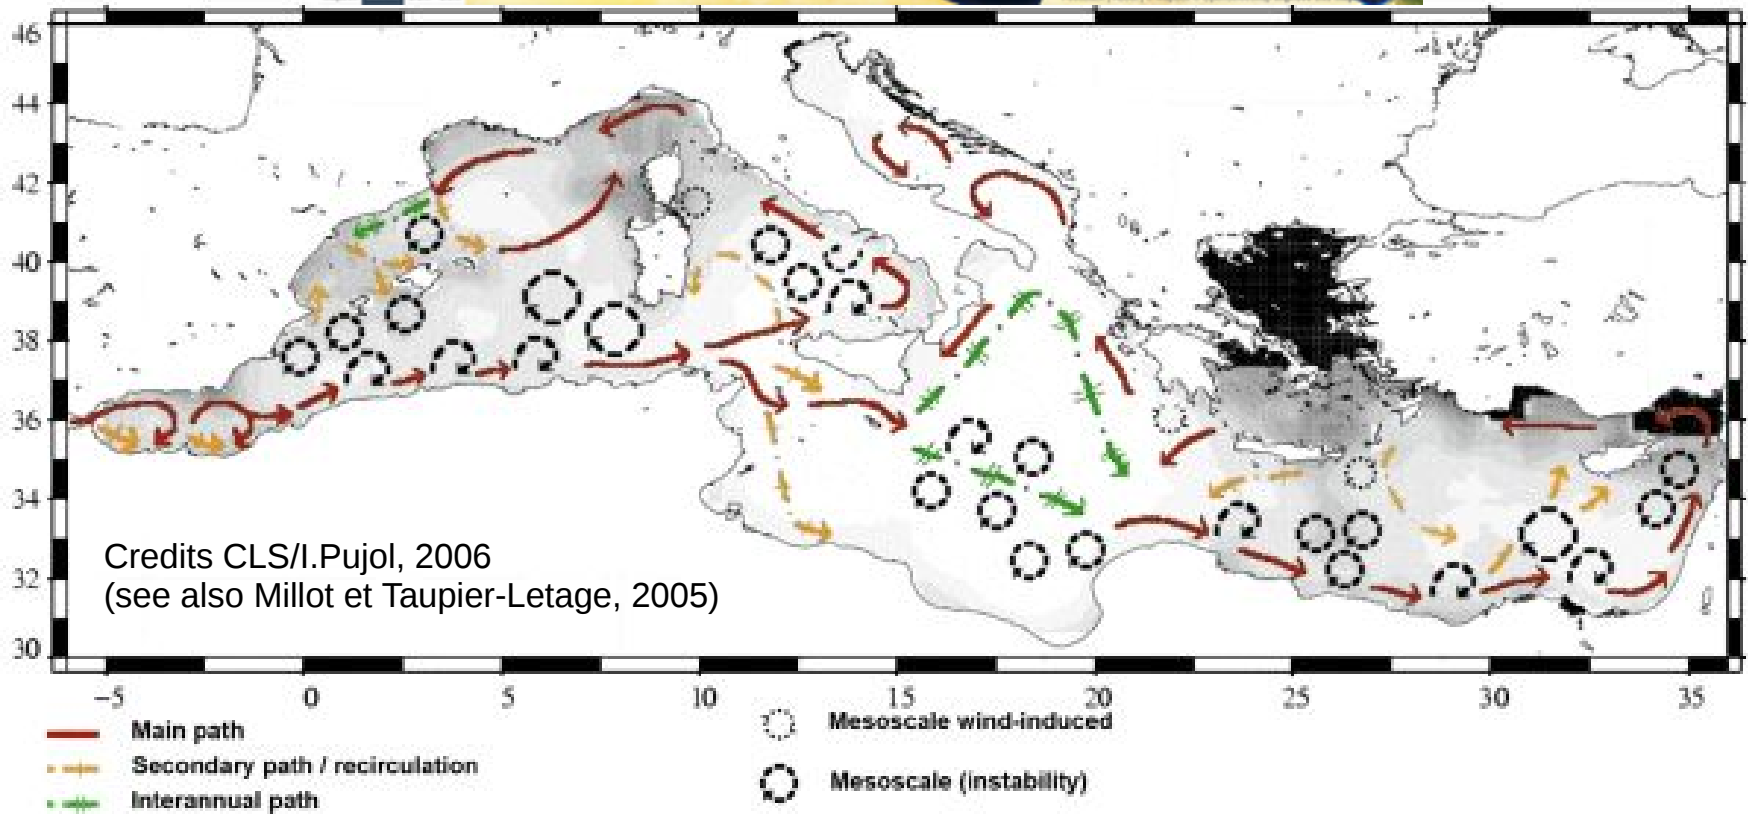 46
44
42
40
38
36
34
32
30
Credits CLS/I.Pujol, 2006
(see also Millot et Taupier-Letage, 2005)
−5 0 5 10 15 20 25 30 35
Main path
Secondary path / recirculation
Interannual path
Mesoscale wind-induced
Mesoscale (instability)